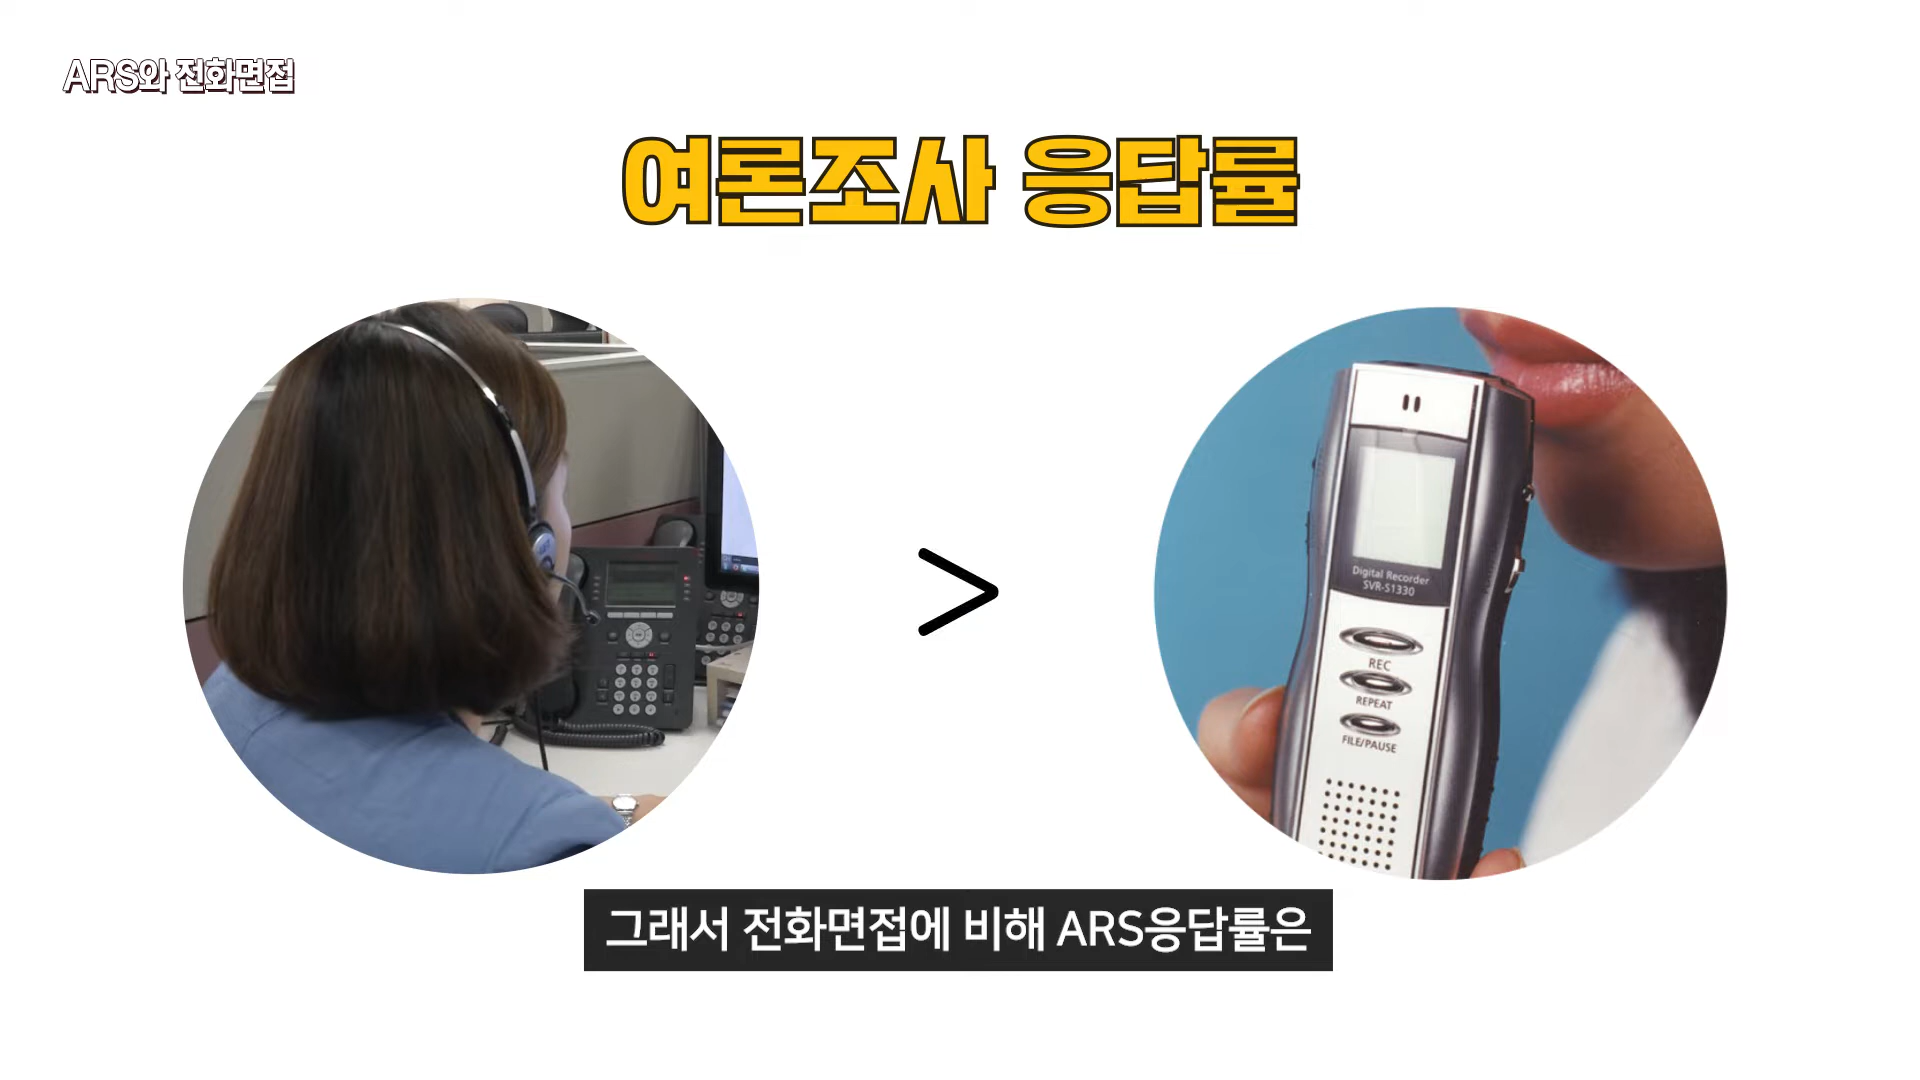 ARS와 전화면접
여론조사 응답률
>
Digital Recorder
SVR-S1330
REC
REPEAT
FILE/PAUSE
그래서 전화면접에 비해 ARS응답률은